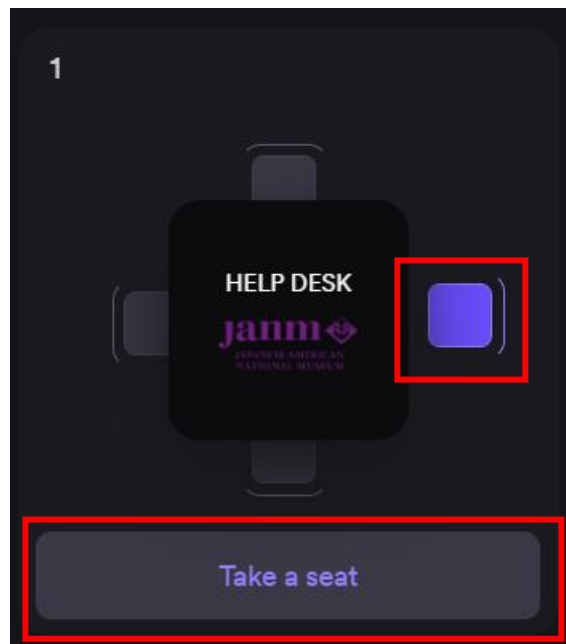 1
HELP DESK
janm
JAPANESE AMERICAN
NATIONAL MUSEUM
Take a seat